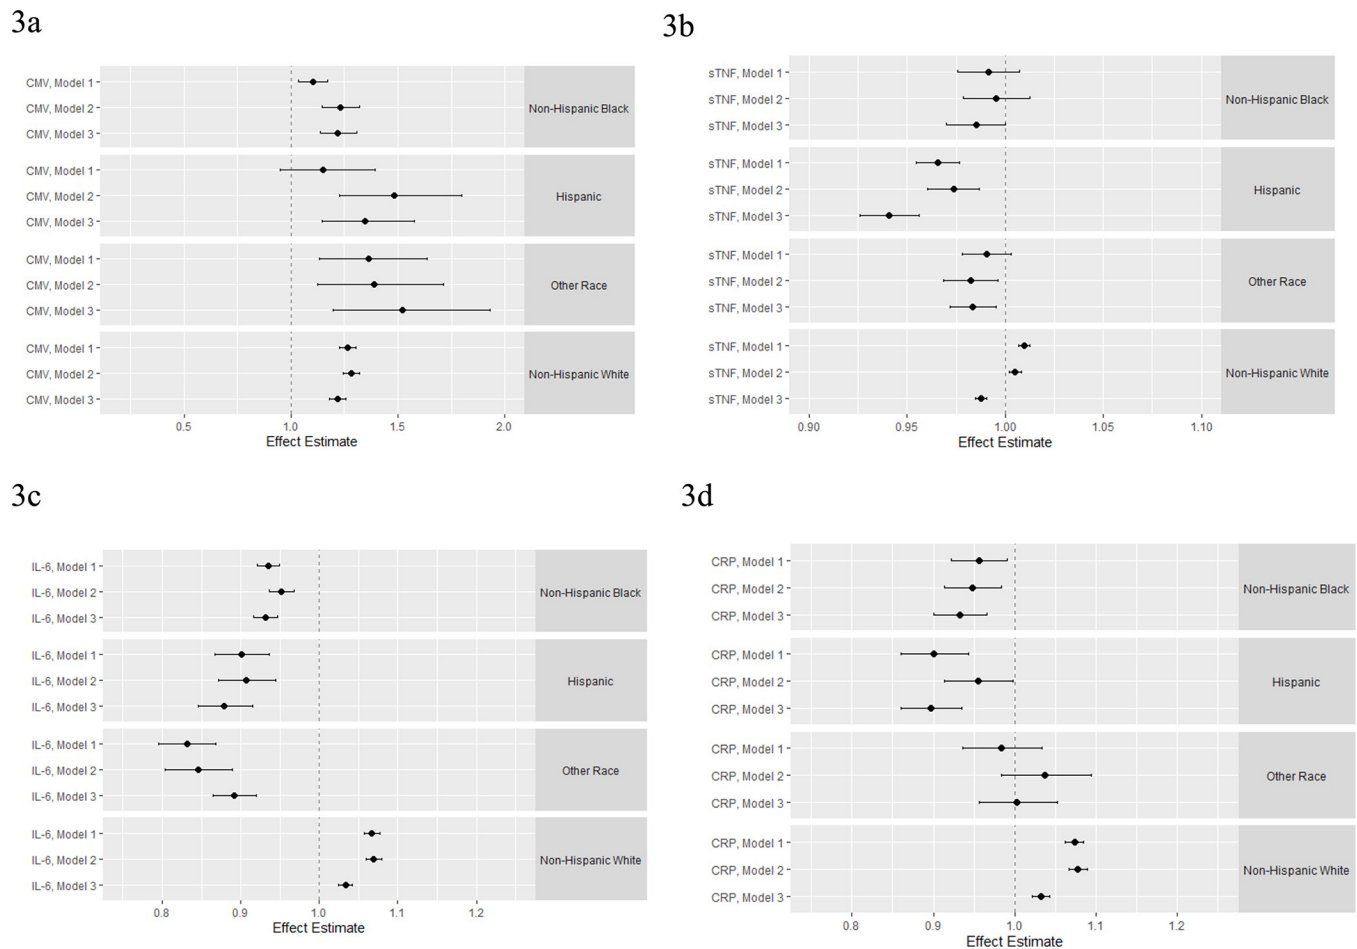 3a
CMV, Model 1
CMV, Model 2
CMV, Model 3
Non-Hispanic Black
CMV, Model 1
CMV, Model 2
CMV, Model 3
Hispanic
CMV, Model 1
CMV, Model 2
CMV, Model 3
Other Race
CMV, Model 1
CMV, Model 2
CMV, Model 3
Non-Hispanic White
0.5 1.0 1.5 2.0
Effect Estimate
3b
sTNF, Model 1
sTNF, Model 2
sTNF, Model 3
Non-Hispanic Black
sTNF, Model 1
sTNF, Model 2
sTNF, Model 3
Hispanic
sTNF, Model 1
sTNF, Model 2
sTNF, Model 3
Other Race
sTNF, Model 1
sTNF, Model 2
sTNF, Model 3
Non-Hispanic White
0.90 0.95 1.00 1.05 1.10
Effect Estimate
3c
IL-6, Model 1
IL-6, Model 2
IL-6, Model 3
Non-Hispanic Black
IL-6, Model 1
IL-6, Model 2
IL-6, Model 3
Hispanic
IL-6, Model 1
IL-6, Model 2
IL-6, Model 3
Other Race
IL-6, Model 1
IL-6, Model 2
IL-6, Model 3
Non-Hispanic White
0.8 0.9 1.0 1.1 1.2
Effect Estimate
3d
CRP, Model 1
CRP, Model 2
CRP, Model 3
Non-Hispanic Black
CRP, Model 1
CRP, Model 2
CRP, Model 3
Hispanic
CRP, Model 1
CRP, Model 2
CRP, Model 3
Other Race
CRP, Model 1
CRP, Model 2
CRP, Model 3
Non-Hispanic White
0.8 0.9 1.0 1.1 1.2
Effect Estimate